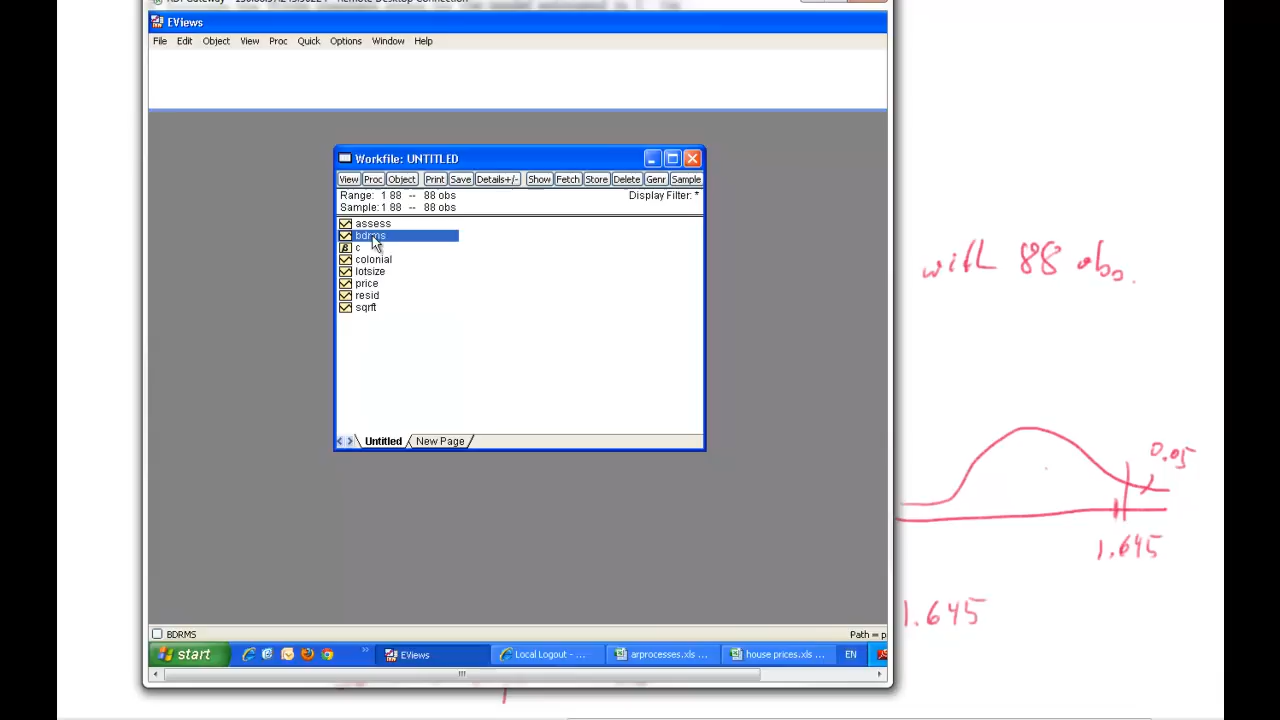 EViews
File Edit Object View Proc Quick Options Window Help
Workfile: UNTITLED
View Proc Object Print Save Details+/- Show Fetch Store Delete Genr Sample
Range: 1 88 -- 88 obs Display Filter: *
Sample: 1 88 -- 88 obs
assess
bdrms
c
colonial
lotsize
price
resid
sqrft
Untitled New Page
with 88 obs.
0.05
1.645
1.645
BDRMS Path = p
start EViews Local Logout - ... arprocesses.xls ... house prices.xls ... EN